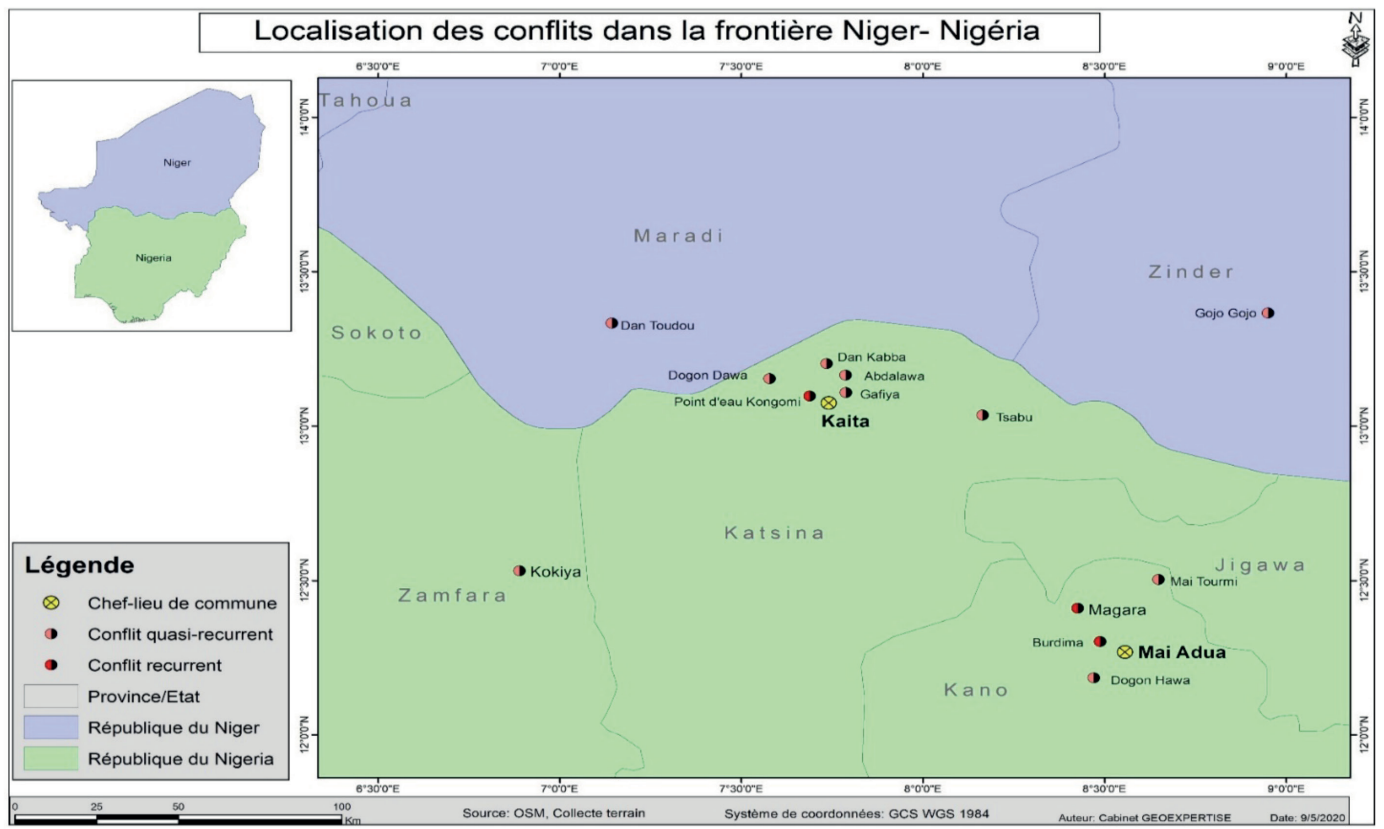 Localisation des conflits dans la frontière Niger- Nigéria
N
6°30'0"E 7°0'0"E 7°30'0"E 8°0'0"E 8°30'0"E 9°0'0"E
14°0'0"N
13°30'0"N
13°0'0"N
12°30'0"N
12°0'0"N
14°0'0"N
13°30'0"N
13°0'0"N
12°30'0"N
12°0'0"N
Niger
Nigeria
Tahoua
Maradi
Zinder
Gojo Gojo
Sokoto
Dan Toudou
Dan Kabba
Dogon Dawa
Abdalawa
Point d'eau Kongomi
Gafiya
Kaita
Tsabu
Katsina
Jigawa
Kokiya
Zamfara
Mai Tourmi
Magara
Burdima
Mai Adua
Dogon Hawa
Kano
Légende
Chef-lieu de commune
Conflit quasi-recurrent
Conflit recurrent
Province/Etat
République du Niger
République du Nigeria
6°30'0"E 7°0'0"E 7°30'0"E 8°0'0"E 8°30'0"E 9°0'0"E
0 25 50 100
Km
Source: OSM, Collecte terrain
Système de coordonnées: GCS WGS 1984
Auteur: Cabinet GEOEXPERTISE
Date: 9/5/2020